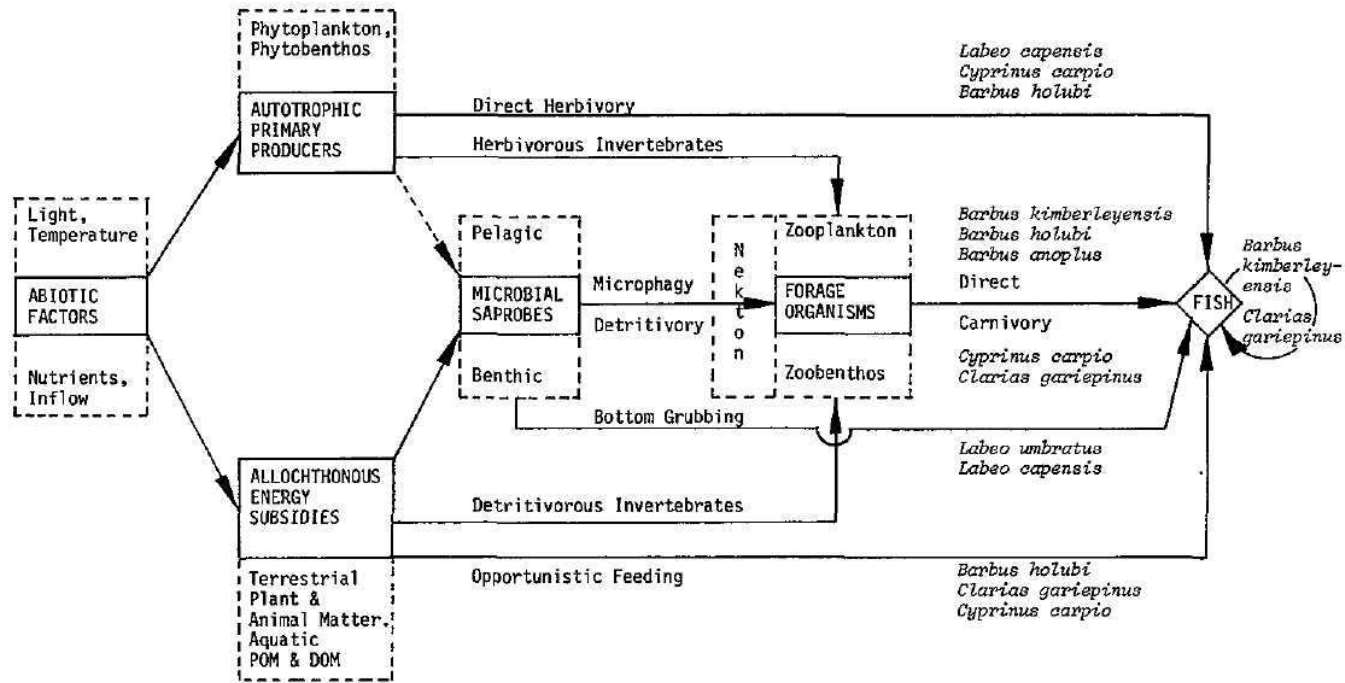 Phytoplankton,
Phytobenthos
AUTOTROPHIC
PRIMARY
PRODUCERS
Labeo capensis
Cyprinus carpio
Barbus holubi
Direct Herbivory
Herbivorous Invertebrates
Light,
Temperature
ABIOTIC
FACTORS
Nutrients,
Inflow
Pelagic
MICROBIAL
SAPROBES
Benthic
Microphagy
Detritivory
Nekton
Zooplankton
FORAGE
ORGANISMS
Zoobenthos
Barbus kimberleyensis
Barbus holubi
Barbus anoplus
Direct
Carnivory
Cyprinus carpio
Clarias gariepinus
FISH
Barbus
kimberley-
ensis
Clarias
gariepinus
Bottom Grubbing
Labeo umbratus
Labeo capensis
ALLOCHTHONOUS
ENERGY
SUBSIDIES
Detritivorous Invertebrates
Opportunistic Feeding
Barbus holubi
Clarias gariepinus
Cyprinus carpio
Terrestrial
Plant &
Animal Matter.
Aquatic
POM & DOM